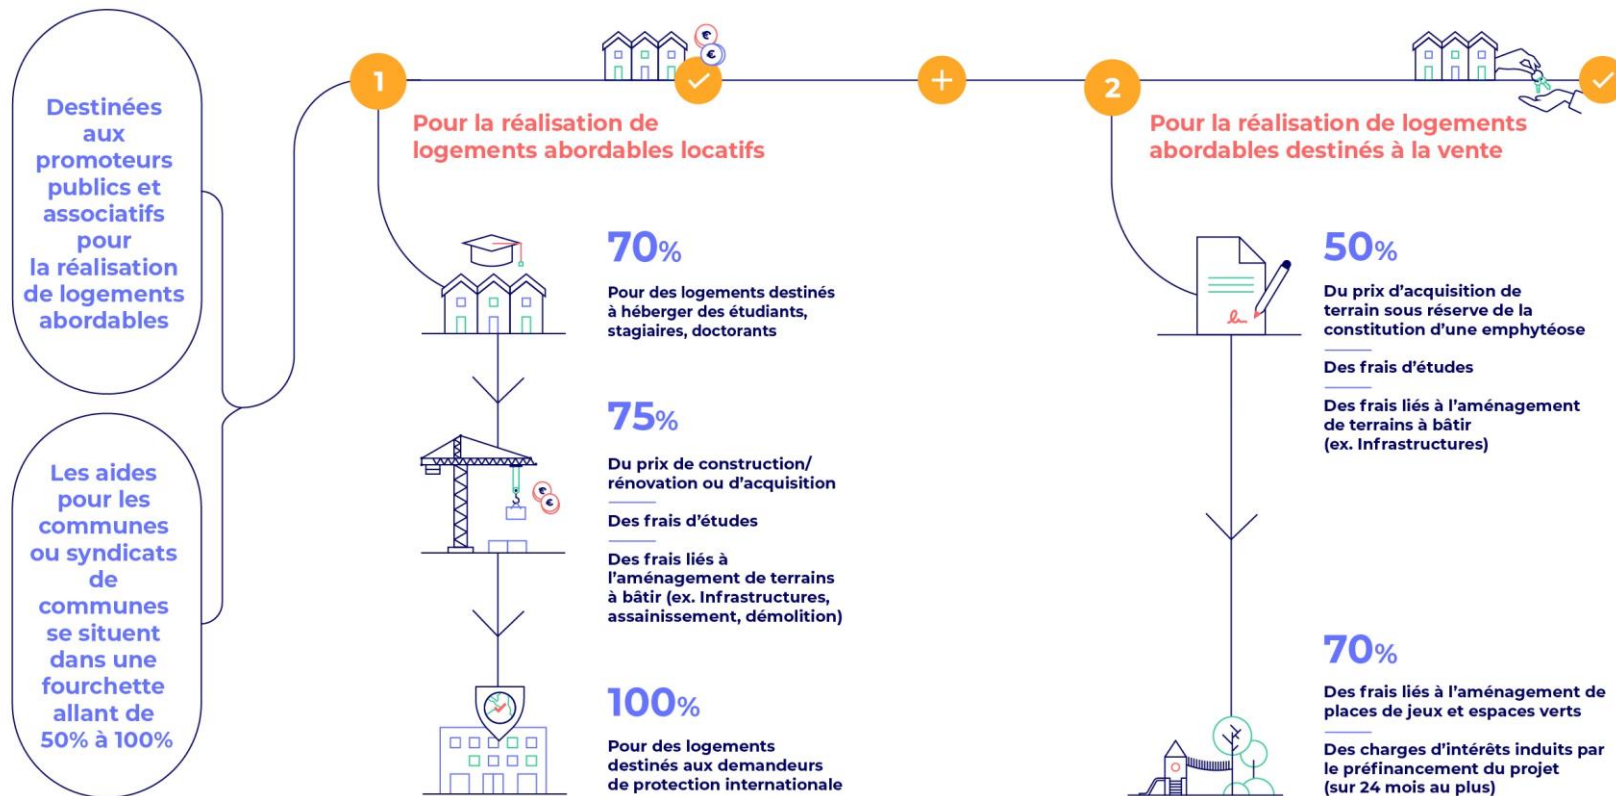 Destinées
aux
promoteurs
publics et
associatifs
pour
la réalisation
de logements
abordables
Les aides
pour les
communes
ou syndicats
de
communes
se situent
dans une
fourchette
allant de
50% à 100%
1
Pour la réalisation de
logements abordables locatifs
70%
Pour des logements destinés
à héberger des étudiants,
stagiaires, doctorants
75%
Du prix de construction/
rénovation ou d'acquisition
Des frais d'études
Des frais liés à
l'aménagement de terrains
à bâtir (ex. Infrastructures,
assainissement, démolition)
100%
Pour des logements
destinés aux demandeurs
de protection internationale
+
2
Pour la réalisation de logements
abordables destinés à la vente
50%
Du prix d'acquisition de
terrain sous réserve de la
constitution d'une emphytéose
Des frais d'études
Des frais liés à l'aménagement
de terrains à bâtir
(ex. Infrastructures)
70%
Des frais liés à l'aménagement de
places de jeux et espaces verts
Des charges d'intérêts induits par
le préfinancement du projet
(sur 24 mois au plus)